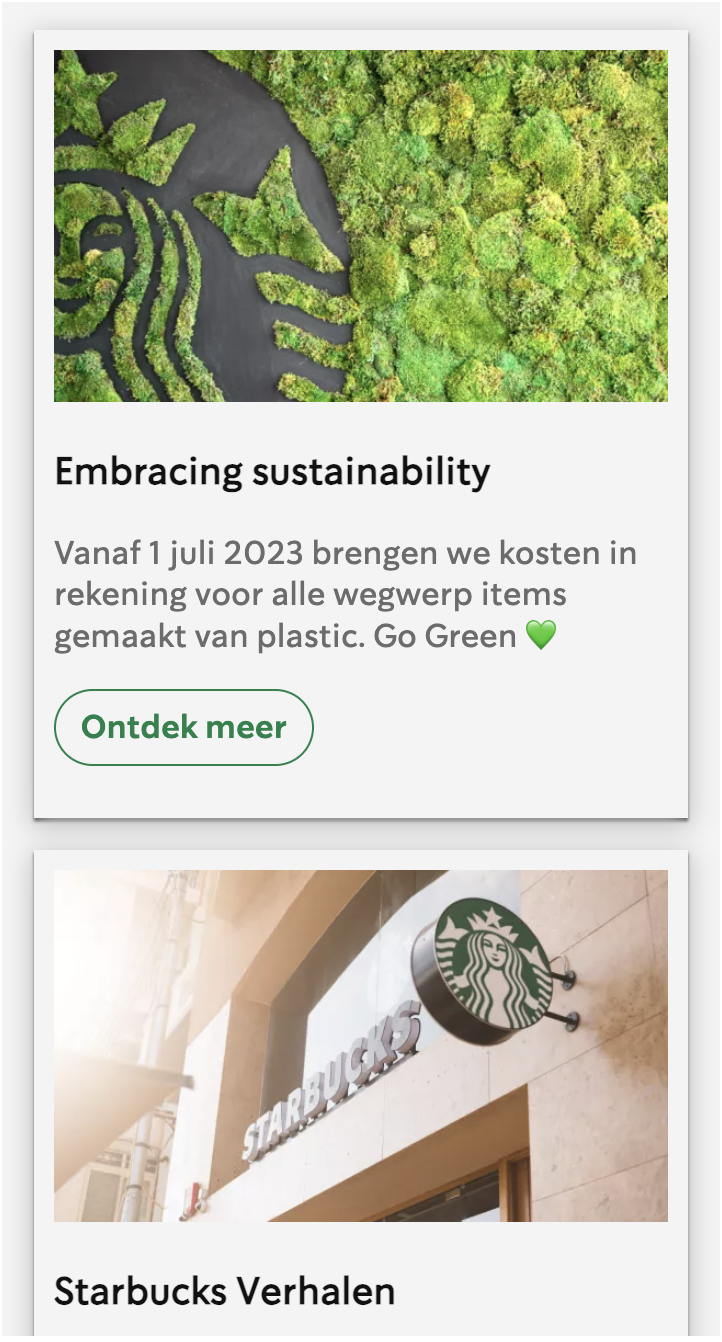 Embracing sustainability
Vanaf 1 juli 2023 brengen we kosten in
rekening voor alle wegwerp items
gemaakt van plastic. Go Green 💚
Ontdek meer
STARBUCKS
Starbucks Verhalen